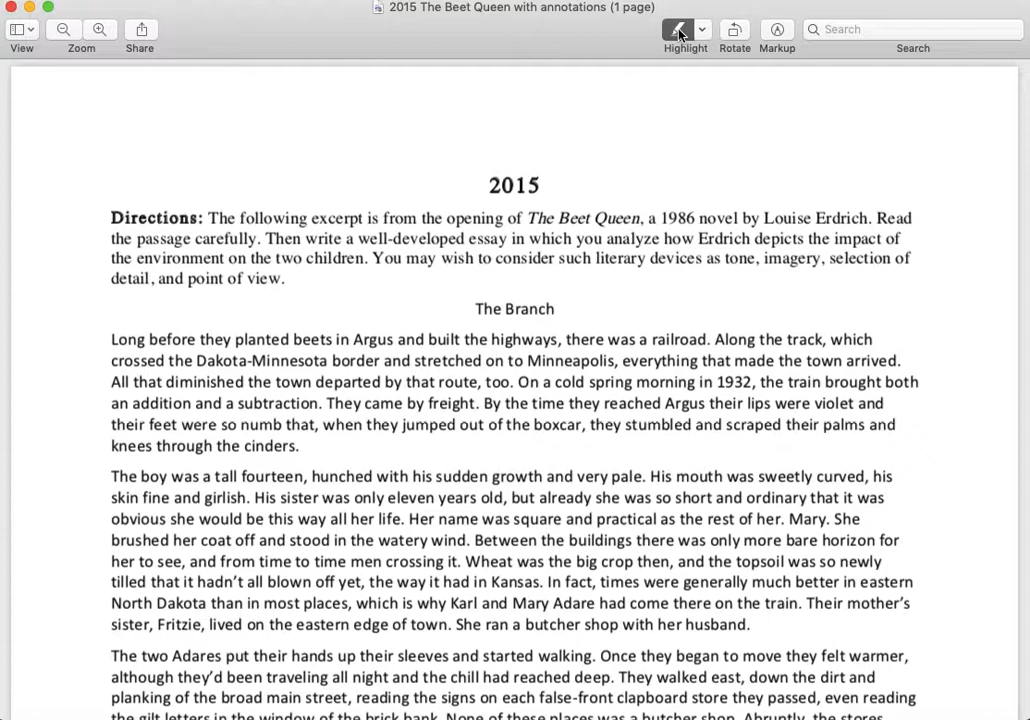 2015 The Beet Queen with annotations (1 page)
View
Zoom
Share
Highlight
Rotate
Markup
Search
Search
2015
Directions: The following excerpt is from the opening of The Beet Queen, a 1986 novel by Louise Erdrich. Read
the passage carefully. Then write a well-developed essay in which you analyze how Erdrich depicts the impact of
the environment on the two children. You may wish to consider such literary devices as tone, imagery, selection of
detail, and point of view.
The Branch
Long before they planted beets in Argus and built the highways, there was a railroad. Along the track, which
crossed the Dakota-Minnesota border and stretched on to Minneapolis, everything that made the town arrived.
All that diminished the town departed by that route, too. On a cold spring morning in 1932, the train brought both
an addition and a subtraction. They came by freight. By the time they reached Argus their lips were violet and
their feet were so numb that, when they jumped out of the boxcar, they stumbled and scraped their palms and
knees through the cinders.
The boy was a tall fourteen, hunched with his sudden growth and very pale. His mouth was sweetly curved, his
skin fine and girlish. His sister was only eleven years old, but already she was so short and ordinary that it was
obvious she would be this way all her life. Her name was square and practical as the rest of her. Mary. She
brushed her coat off and stood in the watery wind. Between the buildings there was only more bare horizon for
her to see, and from time to time men crossing it. Wheat was the big crop then, and the topsoil was so newly
tilled that it hadn't all blown off yet, the way it had in Kansas. In fact, times were generally much better in eastern
North Dakota than in most places, which is why Karl and Mary Adare had come there on the train. Their mother's
sister, Fritzie, lived on the eastern edge of town. She ran a butcher shop with her husband.
The two Adares put their hands up their sleeves and started walking. Once they began to move they felt warmer,
although they'd been traveling all night and the chill had reached deep. They walked east, down the dirt and
planking of the broad main street, reading the signs on each false-front clapboard store they passed, even reading
the gilt letters in the window of the brick bank. None of these places was a butcher shop. Abruptly, the stores